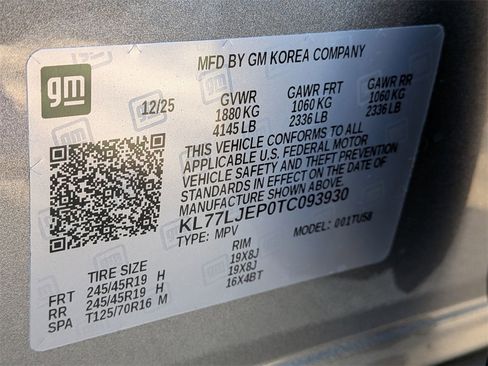 MFD BY GM KOREA COMPANY
gm
12/25 GVWR GAWR FRT GAWR RR
1880 KG 1060 KG 1060 KG
4145 LB 2336 LB 2336 LB
THIS VEHICLE CONFORMS TO ALL
APPLICABLE U.S. FEDERAL MOTOR
VEHICLE SAFETY AND THEFT PREVENTION
STANDARDS IN EFFECT ON THE DATE OF
MANUFACTURE SHOWN ABOVE.
KL77LJEP0TC093930
TYPE: MPV MODEL: 001TU58
TIRE SIZE RIM
FRT 245/45R19 H 19X8J
RR 245/45R19 H 19X8J
SPA T125/70R16 M 16X4BT